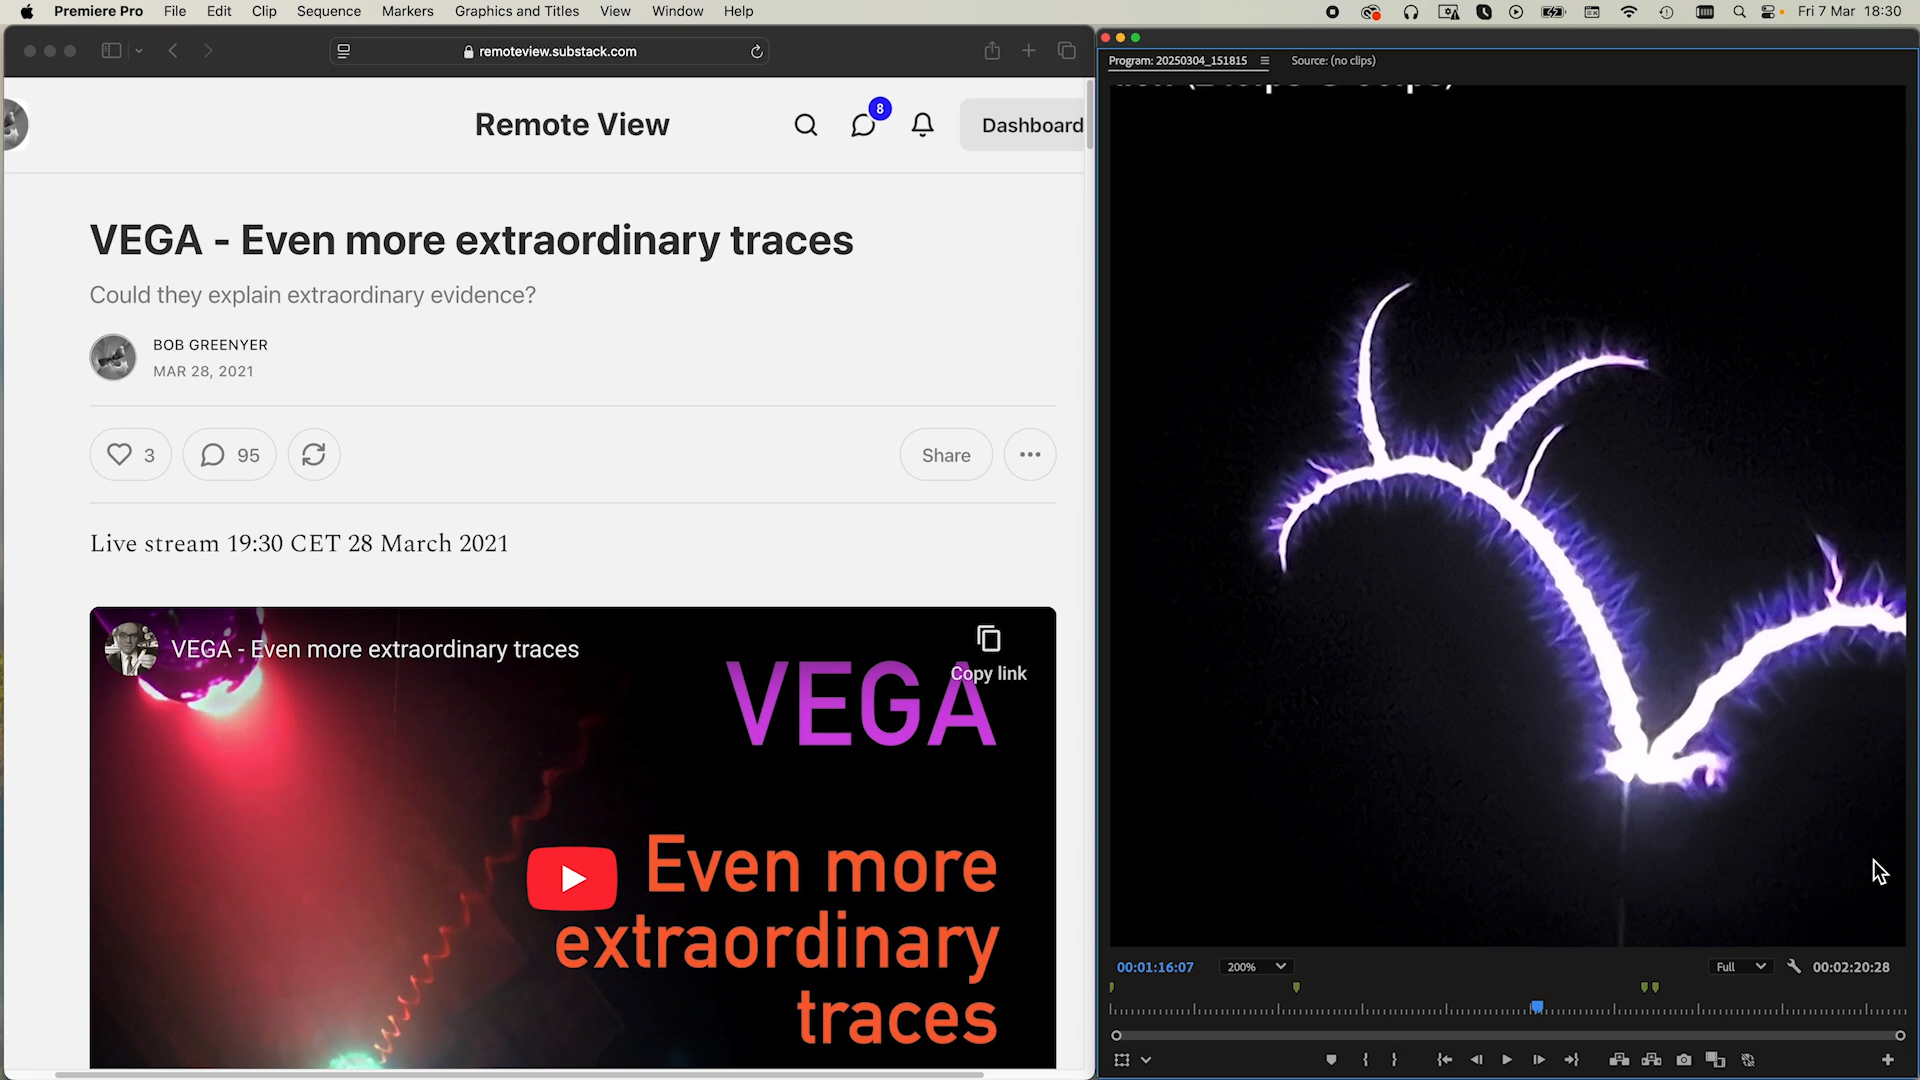 Premiere Pro File Edit Clip Sequence Markers Graphics and Titles View Window Help Fri 7 Mar 18:30
remoteview.substack.com
Remote View
8
Dashboard
VEGA - Even more extraordinary traces
Could they explain extraordinary evidence?
BOB GREENYER
MAR 28, 2021
3
95
Share
Live stream 19:30 CET 28 March 2021
VEGA - Even more extraordinary traces
Copy link
VEGA
Even more
extraordinary
traces
Program: 20250304_151815
Source: (no clips)
00:01:16:07
200%
Full
00:02:20:28